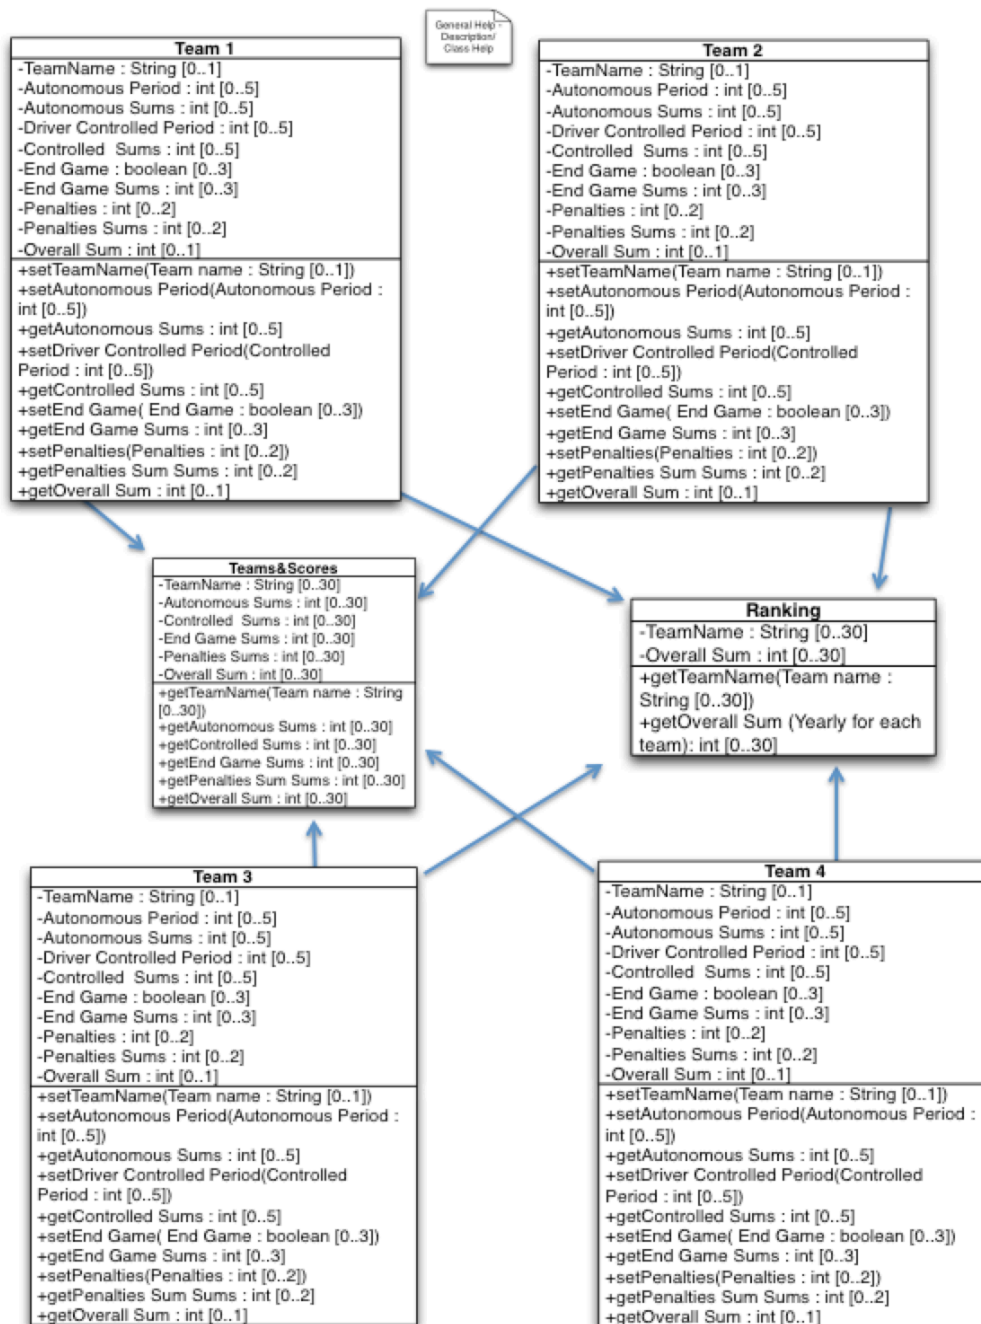 General Help -
Description/
Class Help
Team 1
-TeamName : String [0..1]
-Autonomous Period : int [0..5]
-Autonomous Sums : int [0..5]
-Driver Controlled Period : int [0..5]
-Controlled  Sums : int [0..5]
-End Game : boolean [0..3]
-End Game Sums : int [0..3]
-Penalties : int [0..2]
-Penalties Sums : int [0..2]
-Overall Sum : int [0..1]
+setTeamName(Team name : String [0..1])
+setAutonomous Period(Autonomous Period :
int [0..5])
+getAutonomous Sums : int [0..5]
+setDriver Controlled Period(Controlled
Period : int [0..5])
+getControlled Sums : int [0..5]
+setEnd Game( End Game : boolean [0..3])
+getEnd Game Sums : int [0..3]
+setPenalties(Penalties : int [0..2])
+getPenalties Sum Sums : int [0..2]
+getOverall Sum : int [0..1]
Team 2
-TeamName : String [0..1]
-Autonomous Period : int [0..5]
-Autonomous Sums : int [0..5]
-Driver Controlled Period : int [0..5]
-Controlled  Sums : int [0..5]
-End Game : boolean [0..3]
-End Game Sums : int [0..3]
-Penalties : int [0..2]
-Penalties Sums : int [0..2]
-Overall Sum : int [0..1]
+setTeamName(Team name : String [0..1])
+setAutonomous Period(Autonomous Period :
int [0..5])
+getAutonomous Sums : int [0..5]
+setDriver Controlled Period(Controlled
Period : int [0..5])
+getControlled Sums : int [0..5]
+setEnd Game( End Game : boolean [0..3])
+getEnd Game Sums : int [0..3]
+setPenalties(Penalties : int [0..2])
+getPenalties Sum Sums : int [0..2]
+getOverall Sum : int [0..1]
Teams&Scores
-TeamName : String [0..30]
-Autonomous Sums : int [0..30]
-Controlled  Sums : int [0..30]
-End Game Sums : int [0..30]
-Penalties Sums : int [0..30]
-Overall Sum : int [0..30]
+getTeamName(Team name : String
[0..30])
+getAutonomous Sums : int [0..30]
+getControlled Sums : int [0..30]
+getEnd Game Sums : int [0..30]
+getPenalties Sum Sums : int [0..30]
+getOverall Sum : int [0..30]
Ranking
-TeamName : String [0..30]
-Overall Sum : int [0..30]
+getTeamName(Team name :
String [0..30])
+getOverall Sum (Yearly for each
team): int [0..30]
Team 3
-TeamName : String [0..1]
-Autonomous Period : int [0..5]
-Autonomous Sums : int [0..5]
-Driver Controlled Period : int [0..5]
-Controlled  Sums : int [0..5]
-End Game : boolean [0..3]
-End Game Sums : int [0..3]
-Penalties : int [0..2]
-Penalties Sums : int [0..2]
-Overall Sum : int [0..1]
+setTeamName(Team name : String [0..1])
+setAutonomous Period(Autonomous Period :
int [0..5])
+getAutonomous Sums : int [0..5]
+setDriver Controlled Period(Controlled
Period : int [0..5])
+getControlled Sums : int [0..5]
+setEnd Game( End Game : boolean [0..3])
+getEnd Game Sums : int [0..3]
+setPenalties(Penalties : int [0..2])
+getPenalties Sum Sums : int [0..2]
+getOverall Sum : int [0..1]
Team 4
-TeamName : String [0..1]
-Autonomous Period : int [0..5]
-Autonomous Sums : int [0..5]
-Driver Controlled Period : int [0..5]
-Controlled  Sums : int [0..5]
-End Game : boolean [0..3]
-End Game Sums : int [0..3]
-Penalties : int [0..2]
-Penalties Sums : int [0..2]
-Overall Sum : int [0..1]
+setTeamName(Team name : String [0..1])
+setAutonomous Period(Autonomous Period :
int [0..5])
+getAutonomous Sums : int [0..5]
+setDriver Controlled Period(Controlled
Period : int [0..5])
+getControlled Sums : int [0..5]
+setEnd Game( End Game : boolean [0..3])
+getEnd Game Sums : int [0..3]
+setPenalties(Penalties : int [0..2])
+getPenalties Sum Sums : int [0..2]
+getOverall Sum : int [0..1]